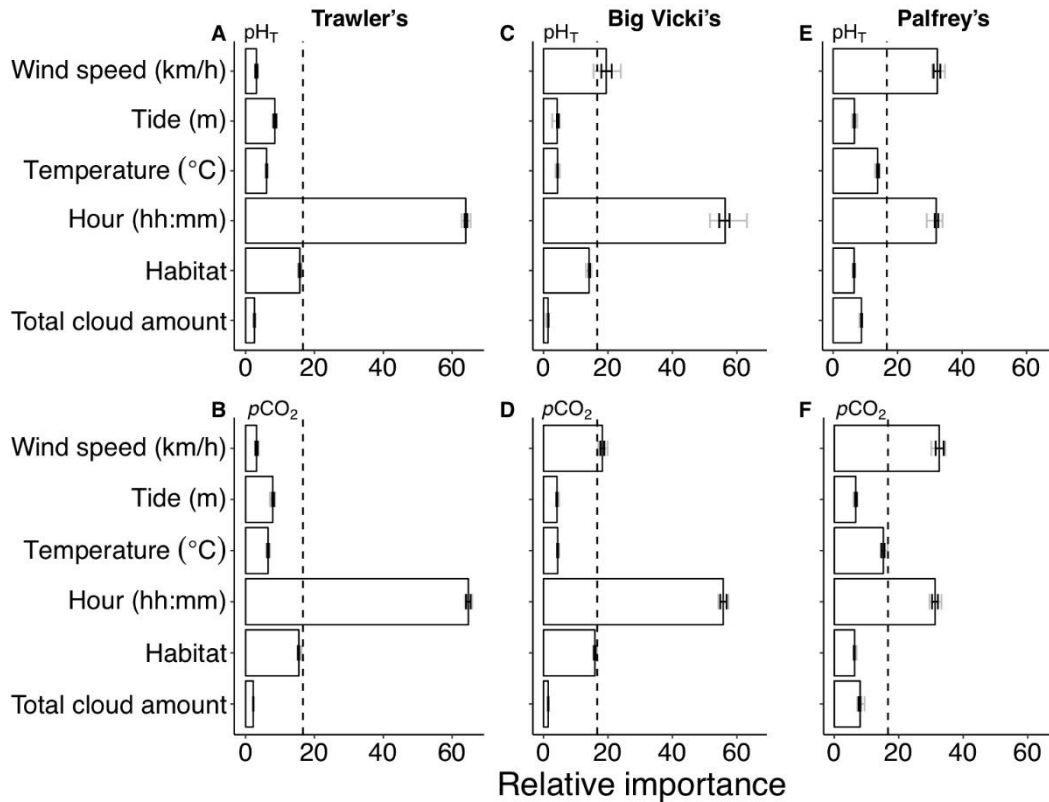 Trawler's Big Vicki's Palfrey's
A pH_T C pH_T E pH_T
Wind speed (km/h)
Tide (m)
Temperature (°C)
Hour (hh:mm)
Habitat
Total cloud amount
0 20 40 60 0 20 40 60 0 20 40 60
B pCO₂ D pCO₂ F pCO₂
Wind speed (km/h)
Tide (m)
Temperature (°C)
Hour (hh:mm)
Habitat
Total cloud amount
0 20 40 60 0 20 40 60 0 20 40 60
Relative importance